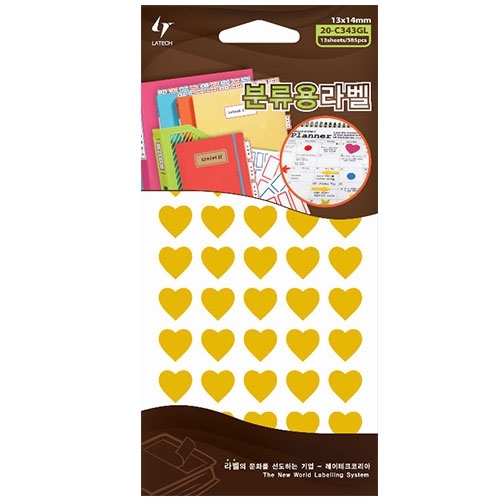 LATECH
13x14mm
20-C343GL
13sheets/585pcs
분류용라벨
Planner
라벨의 문화를 선도하는 기업 - 레이테크코리아
The New World Labelling System